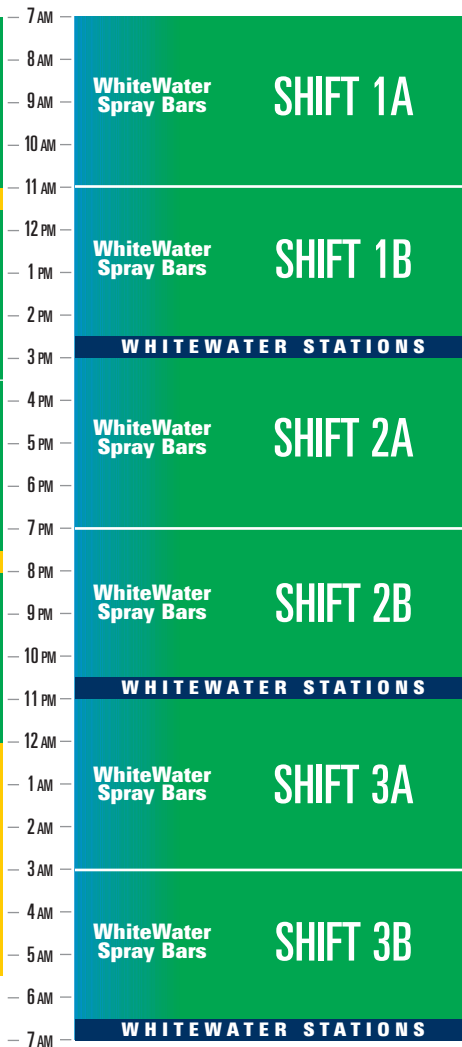 7 AM
8 AM
WhiteWater
Spray Bars
SHIFT 1A
9 AM
10 AM
11 AM
12 PM
WhiteWater
Spray Bars
SHIFT 1B
1 PM
2 PM
WHITEWATER STATIONS
3 PM
4 PM
WhiteWater
Spray Bars
SHIFT 2A
5 PM
6 PM
7 PM
8 PM
WhiteWater
Spray Bars
SHIFT 2B
9 PM
10 PM
WHITEWATER STATIONS
11 PM
12 AM
WhiteWater
Spray Bars
SHIFT 3A
1 AM
2 AM
3 AM
4 AM
WhiteWater
Spray Bars
SHIFT 3B
5 AM
6 AM
WHITEWATER STATIONS
7 AM